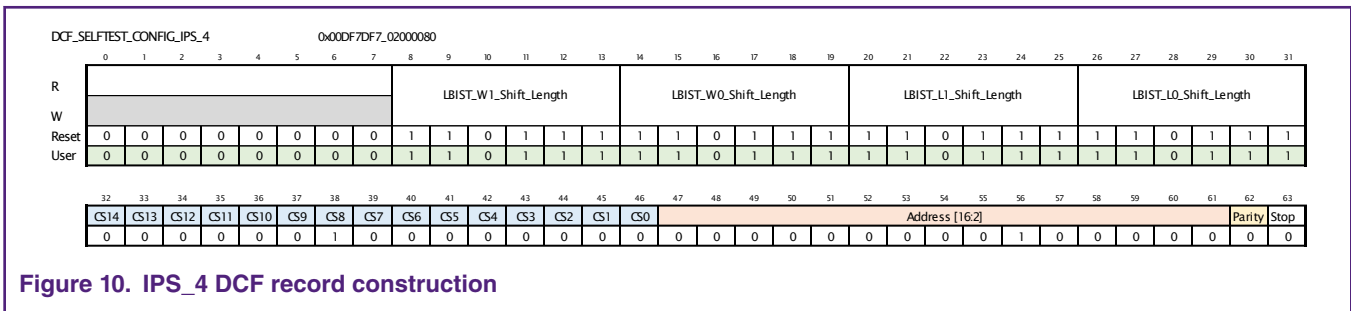 DCF_SELFTEST_CONFIG_IPS_4 0x00DF7DF7_02000080
0 1 2 3 4 5 6 7 8 9 10 11 12 13 14 15 16 17 18 19 20 21 22 23 24 25 26 27 28 29 30 31
R
LBIST_W1_Shift_Length LBIST_W0_Shift_Length LBIST_L1_Shift_Length LBIST_L0_Shift_Length
W
Reset 0 0 0 0 0 0 0 0 1 1 0 1 1 1 1 1 0 1 1 1 1 1 0 1 1 1 1 1 0 1 1 1
User 0 0 0 0 0 0 0 0 1 1 0 1 1 1 1 1 0 1 1 1 1 1 0 1 1 1 1 1 0 1 1 1
32 33 34 35 36 37 38 39 40 41 42 43 44 45 46 47 48 49 50 51 52 53 54 55 56 57 58 59 60 61 62 63
CS14 CS13 CS12 CS11 CS10 CS9 CS8 CS7 CS6 CS5 CS4 CS3 CS2 CS1 CS0 Address [16:2] Parity Stop
0 0 0 0 0 0 1 0 0 0 0 0 0 0 0 0 0 0 0 0 0 0 0 0 1 0 0 0 0 0 0 0
Figure 10. IPS_4 DCF record construction